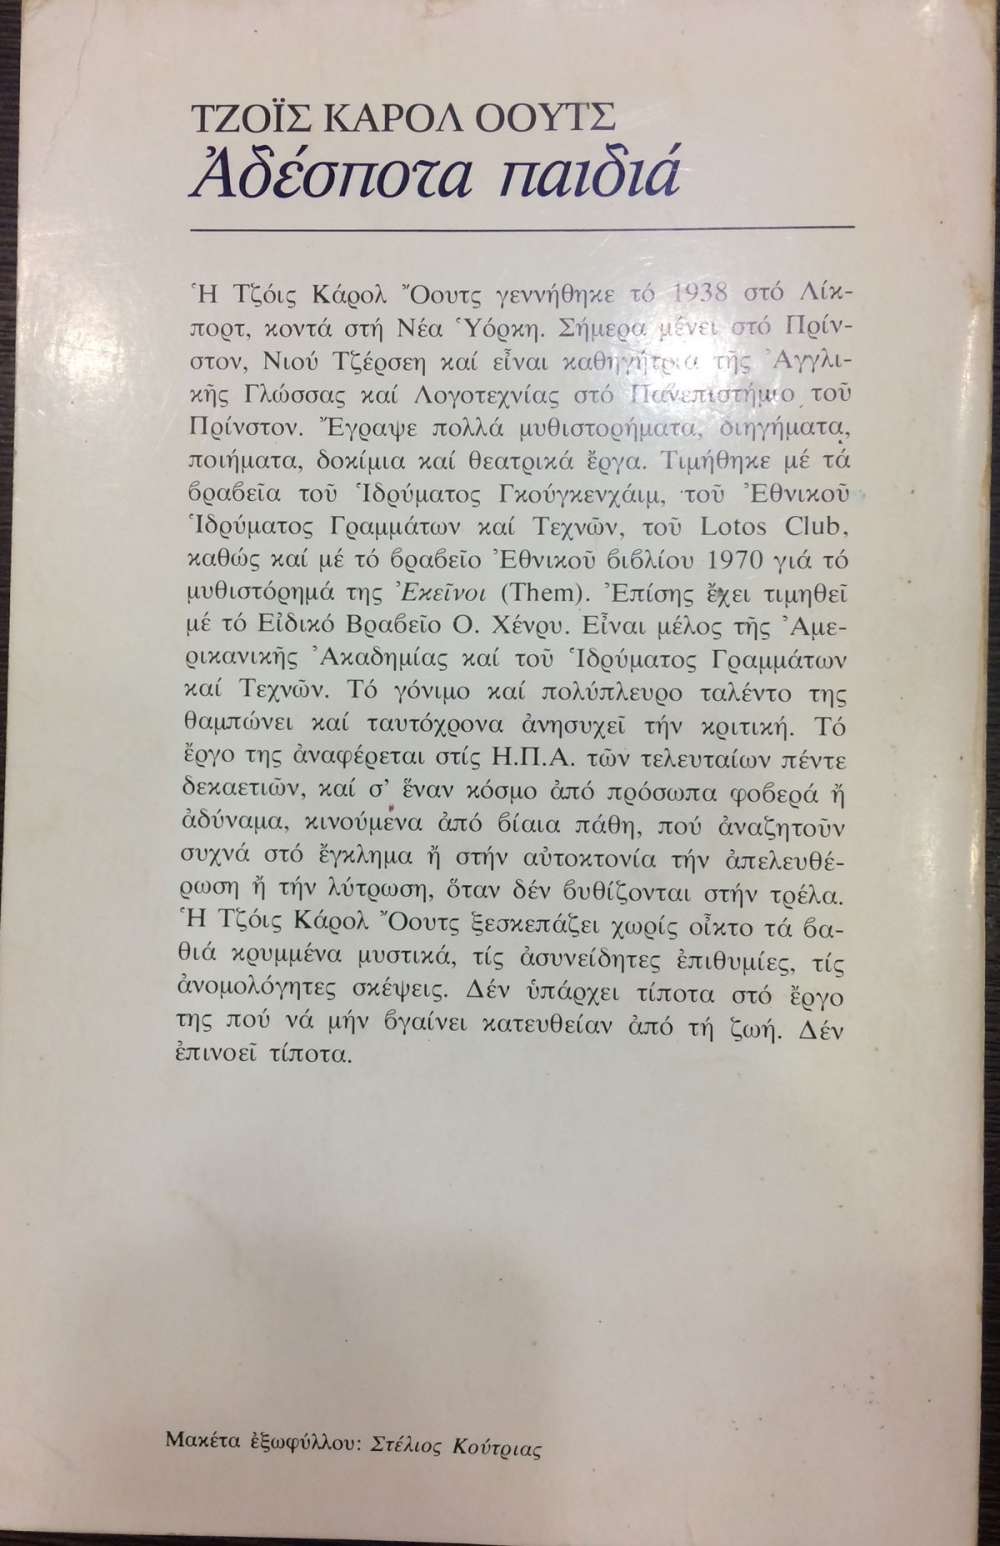 ΤΖΟΪΣ ΚΑΡΟΛ ΟΟΥΤΣ
Ἀδέσποτα παιδιά
Ἡ Τζόις Κάρολ Ὄουτς γεννήθηκε τό 1938 στό Λίκ-
πορτ, κοντά στή Νέα Ὑόρκη. Σήμερα μένει στό Πρίν-
στον, Νιού Τζέρσεη καί εἶναι καθηγήτρια τῆς Ἀγγλι-
κῆς Γλώσσας καί Λογοτεχνίας στό Πανεπιστήμιο τοῦ
Πρίνστον. Ἔγραψε πολλά μυθιστορήματα, διηγήματα,
ποιήματα, δοκίμια καί θεατρικά ἔργα. Τιμήθηκε μέ τά
βραβεῖα τοῦ Ἱδρύματος Γκούγκενχάιμ, τοῦ Ἐθνικοῦ
Ἱδρύματος Γραμμάτων καί Τεχνῶν, τοῦ Lotos Club,
καθώς καί μέ τό βραβεῖο Ἐθνικοῦ βιβλίου 1970 γιά τό
μυθιστόρημά της Ἐκεῖνοι (Them). Ἐπίσης ἔχει τιμηθεῖ
μέ τό Εἰδικό Βραβεῖο Ο. Χένρυ. Εἶναι μέλος τῆς Ἀμε-
ρικανικῆς Ἀκαδημίας καί τοῦ Ἱδρύματος Γραμμάτων
καί Τεχνῶν. Τό γόνιμο καί πολύπλευρο ταλέντο της
θαμπώνει καί ταυτόχρονα ἀνησυχεῖ τήν κριτική. Τό
ἔργο της ἀναφέρεται στίς Η.Π.Α. τῶν τελευταίων πέντε
δεκαετιῶν, καί σ' ἕναν κόσμο ἀπό πρόσωπα φοβερά ἤ
ἀδύναμα, κινούμενα ἀπό βίαια πάθη, πού ἀναζητοῦν
συχνά στό ἔγκλημα ἤ στήν αὐτοκτονία τήν ἀπελευθέ-
ρωση ἤ τήν λύτρωση, ὅταν δέν βυθίζονται στήν τρέλα.
Ἡ Τζόις Κάρολ Ὄουτς ξεσκεπάζει χωρίς οἶκτο τά βα-
θιά κρυμμένα μυστικά, τίς ἀσυνείδητες ἐπιθυμίες, τίς
ἀνομολόγητες σκέψεις. Δέν ὑπάρχει τίποτα στό ἔργο
της πού νά μήν βγαίνει κατευθείαν ἀπό τή ζωή. Δέν
ἐπινοεῖ τίποτα.
Μακέτα ἐξωφύλλου: Στέλιος Κούτριας